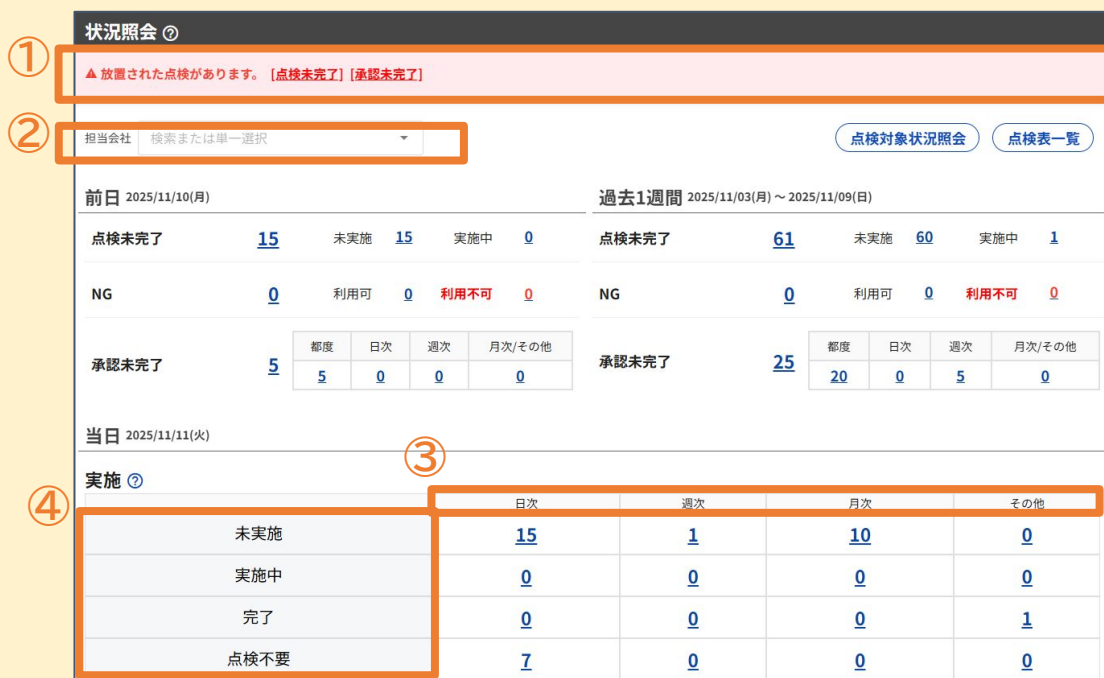 状況照会 ?
①
▲ 放置された点検があります。 [点検未完了] [承認未完了]
②
担当会社 検索または単一選択
点検対象状況照会 点検表一覧
前日 2025/11/10(月)
点検未完了 15 未実施 15 実施中 0
NG 0 利用可 0 利用不可 0
都度 日次 週次 月次/その他
承認未完了 5
5 0 0 0
過去1週間 2025/11/03(月) ～ 2025/11/09(日)
点検未完了 61 未実施 60 実施中 1
NG 0 利用可 0 利用不可 0
都度 日次 週次 月次/その他
承認未完了 25
20 0 5 0
当日 2025/11/11(火)
③
実施 ?
④
日次 週次 月次 その他
未実施 15 1 10 0
実施中 0 0 0 0
完了 0 0 0 1
点検不要 7 0 0 0